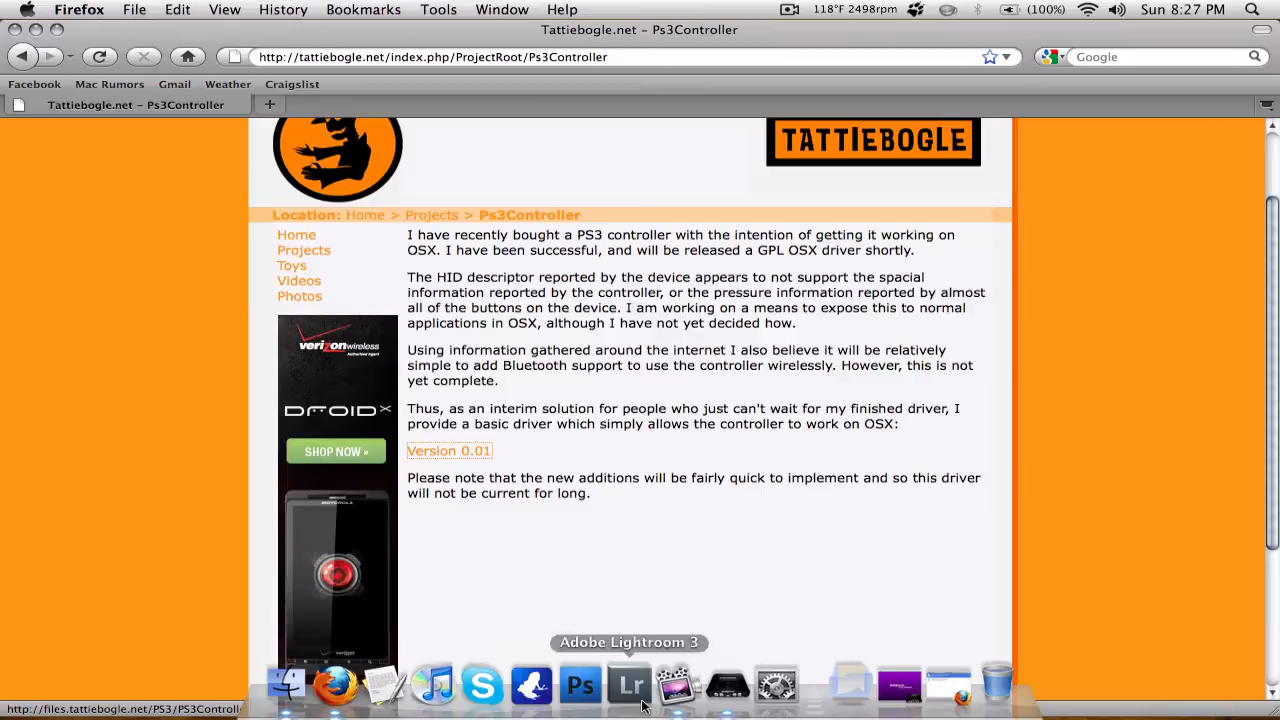 Firefox File Edit View History Bookmarks Tools Window Help 118°F 2498rpm (100%) Sun 8:27 PM
Tattiebogle.net – Ps3Controller
http://tattiebogle.net/index.php/ProjectRoot/Ps3Controller Google
Facebook Mac Rumors Gmail Weather Craigslist
Tattiebogle.net – Ps3Controller
TATTIEBOGLE
Location: Home > Projects > Ps3Controller
Home
Projects
Toys
Videos
Photos
I have recently bought a PS3 controller with the intention of getting it working on
OSX. I have been successful, and will be released a GPL OSX driver shortly.
The HID descriptor reported by the device appears to not support the spacial
information reported by the controller, or the pressure information reported by almost
all of the buttons on the device. I am working on a means to expose this to normal
applications in OSX, although I have not yet decided how.
Using information gathered around the internet I also believe it will be relatively
simple to add Bluetooth support to use the controller wirelessly. However, this is not
yet complete.
Thus, as an interim solution for people who just can't wait for my finished driver, I
provide a basic driver which simply allows the controller to work on OSX:
Version 0.01
Please note that the new additions will be fairly quick to implement and so this driver
will not be current for long.
verizonwireless
DROID X
SHOP NOW »
Adobe Lightroom 3
Ps Lr
http://files.tattiebogle.net/PS3/PS3Control